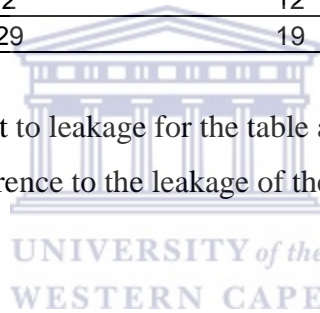 2 12
29 19
t to leakage for the table a
rence to the leakage of the
UNIVERSITY of the
WESTERN CAPE